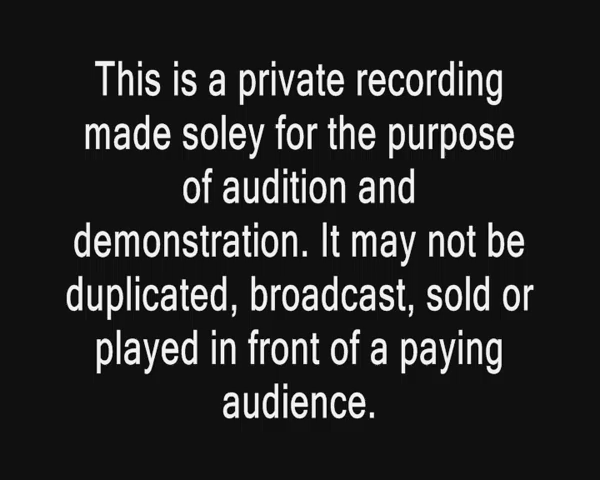 This is a private recording
made soley for the purpose
of audition and
demonstration. It may not be
duplicated, broadcast, sold or
played in front of a paying
audience.